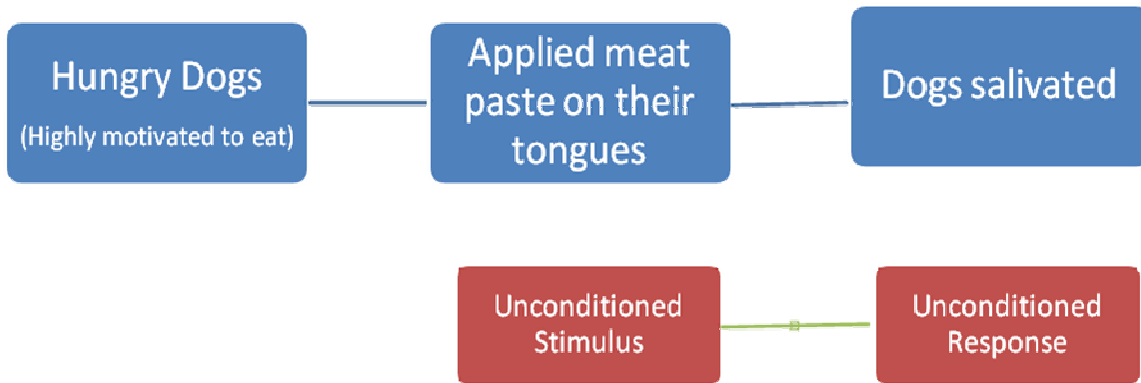 Hungry Dogs
(Highly motivated to eat)
Applied meat
paste on their
tongues
Dogs salivated
Unconditioned
Stimulus
Unconditioned
Response